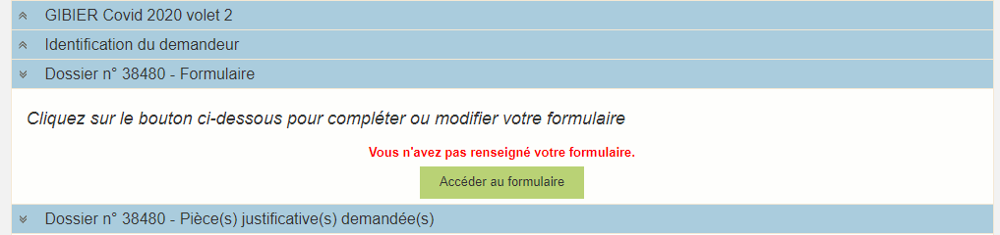 GIBIER Covid 2020 volet 2
Identification du demandeur
Dossier n° 38480 - Formulaire
Cliquez sur le bouton ci-dessous pour compléter ou modifier votre formulaire
Vous n'avez pas renseigné votre formulaire.
Accéder au formulaire
Dossier n° 38480 - Pièce(s) justificative(s) demandée(s)